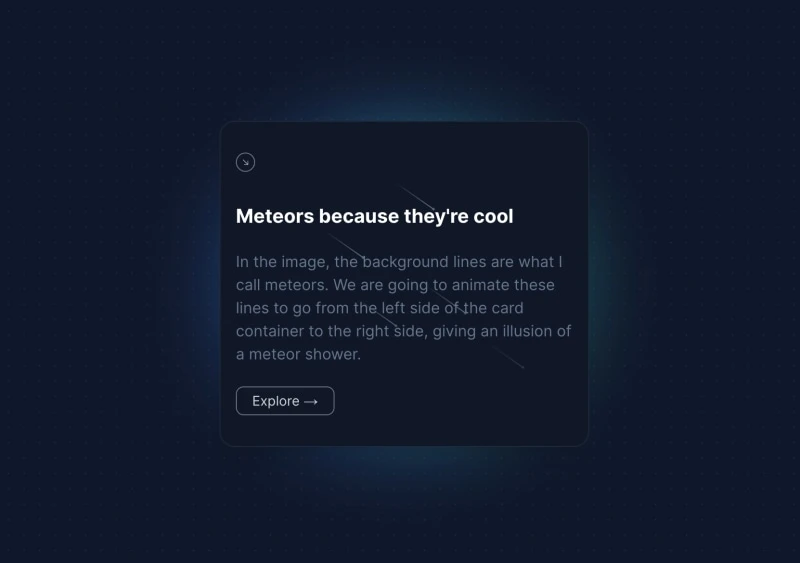 Meteors because they're cool
In the image, the background lines are what I
call meteors. We are going to animate these
lines to go from the left side of the card
container to the right side, giving an illusion of
a meteor shower.
Explore →